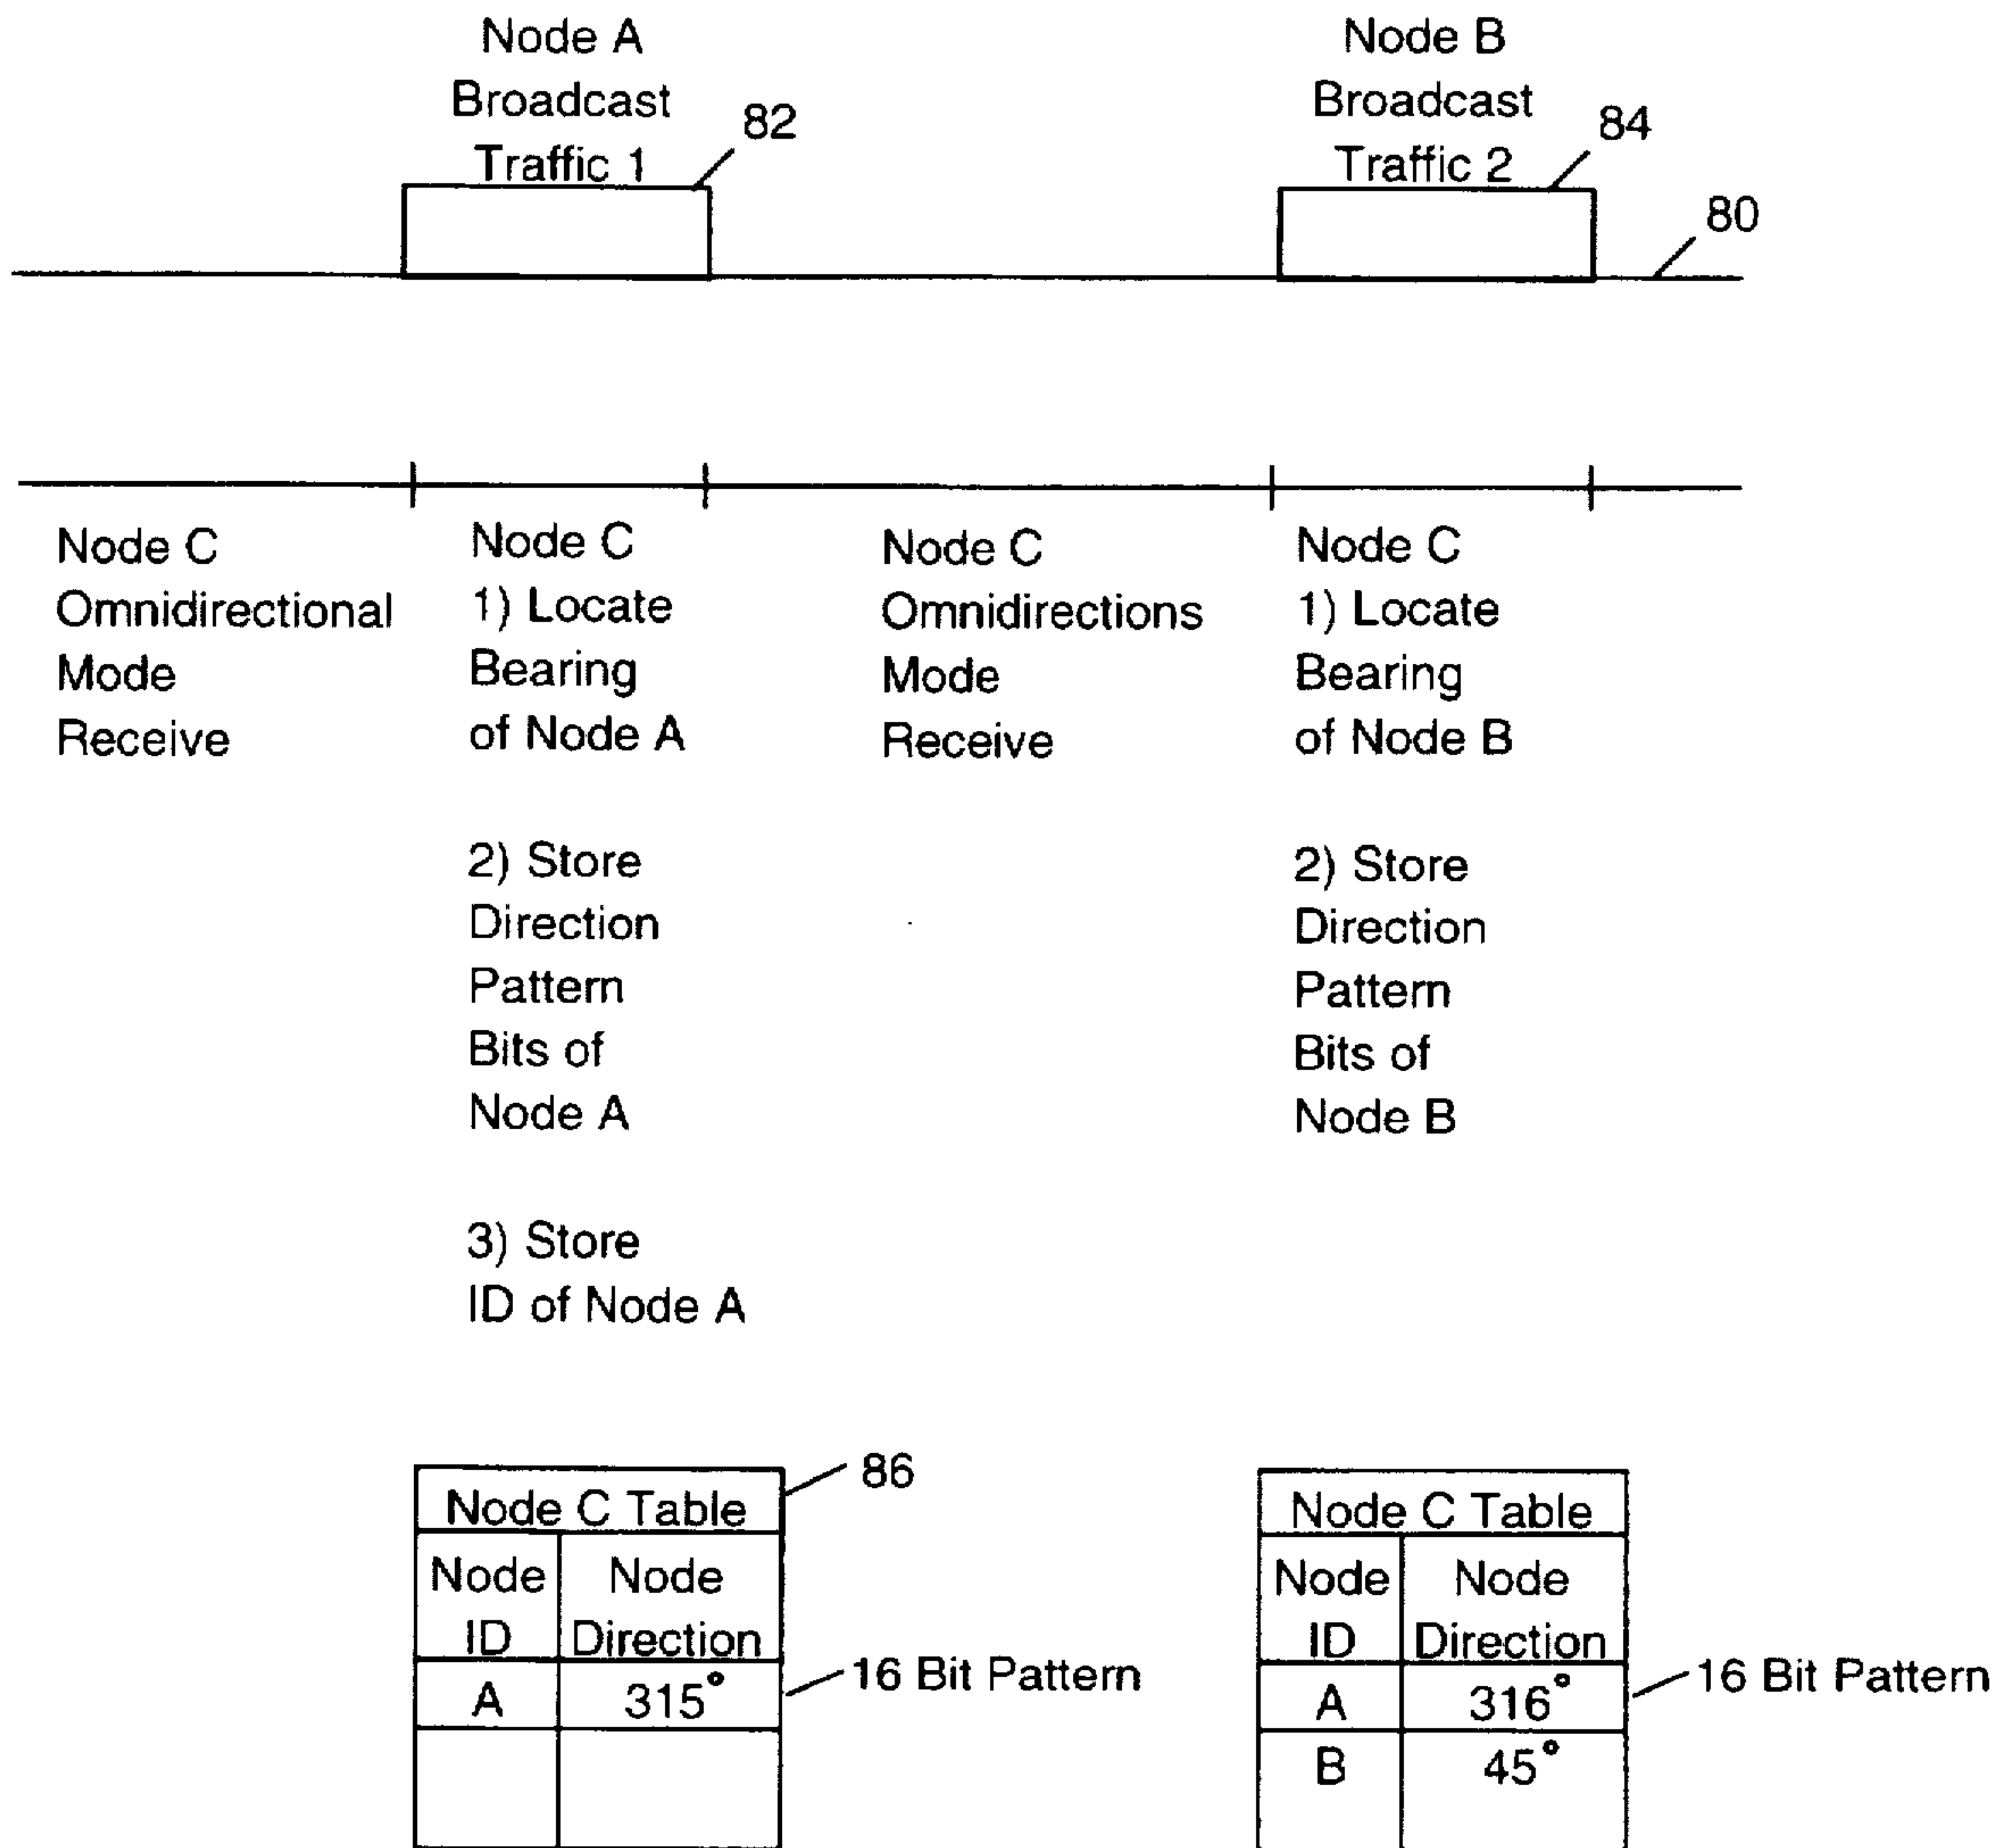 Node A
Broadcast
Traffic 1
82
Node B
Broadcast
Traffic 2
84
80
Node C
Omnidirectional
Mode
Receive
Node C
1) Locate
Bearing
of Node A
2) Store
Direction
Pattern
Bits of
Node A
3) Store
ID of Node A
Node C
Omnidirections
Mode
Receive
Node C
1) Locate
Bearing
of Node B
2) Store
Direction
Pattern
Bits of
Node B
86
Node C Table
Node
ID
Node
Direction
A
315°
16 Bit Pattern
Node C Table
Node
ID
Node
Direction
A
316°
16 Bit Pattern
B
45°